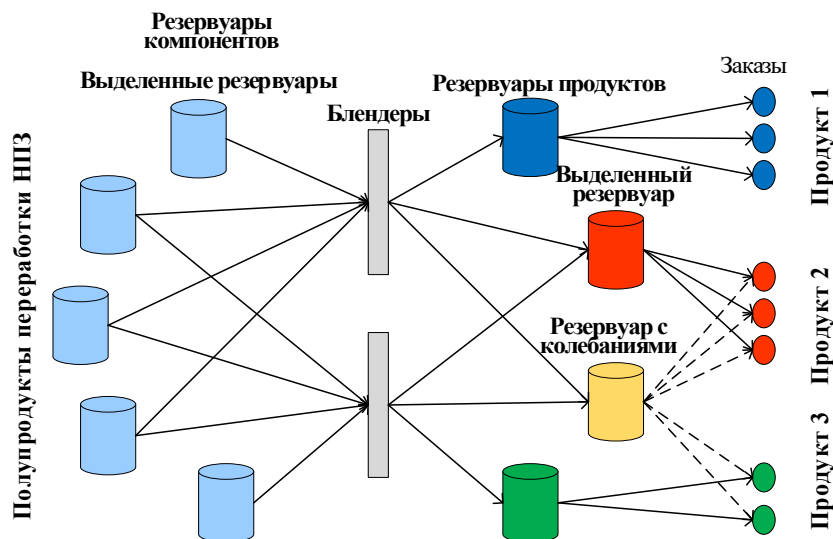 Резервуары
компонентов
Выделенные резервуары
Блендеры
Резервуары продуктов
Заказы
Выделенный
резервуар
Резервуар с
колебаниями
Полупродукты переработки НПЗ
Продукт 1
Продукт 2
Продукт 3